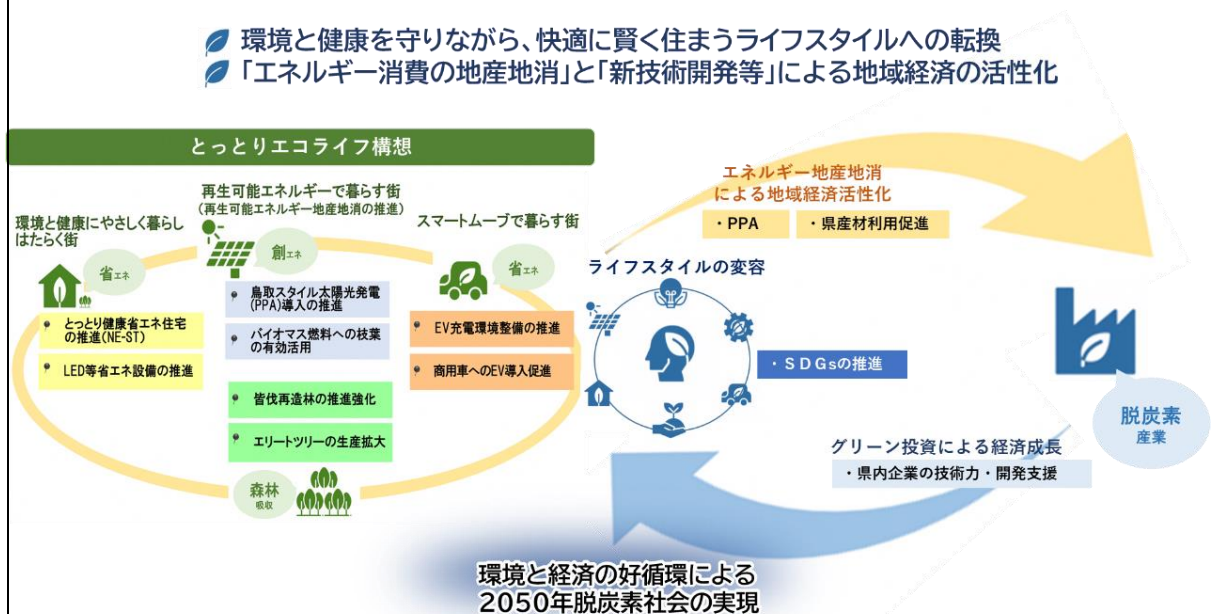 環境と健康を守りながら、快適に賢く住まうライフスタイルへの転換
「エネルギー消費の地産地消」と「新技術開発等」による地域経済の活性化
とっとりエコライフ構想
環境と健康にやさしく暮らし
はたらく街
省エネ
・とっとり健康省エネ住宅
の推進(NE-ST)
・LED等省エネ設備の推進
再生可能エネルギーで暮らす街
(再生可能エネルギー地産地消の推進)
創エネ
・鳥取スタイル太陽光発電
(PPA)導入の推進
・バイオマス燃料への枝葉
の有効活用
スマートムーブで暮らす街
省エネ
・EV充電環境整備の推進
・商用車へのEV導入促進
・皆伐再造林の推進強化
・エリートツリーの生産拡大
森林
吸収
ライフスタイルの変容
エネルギー地産地消
による地域経済活性化
・PPA
・県産材利用促進
・SDGsの推進
脱炭素
産業
グリーン投資による経済成長
・県内企業の技術力・開発支援
環境と経済の好循環による
2050年脱炭素社会の実現